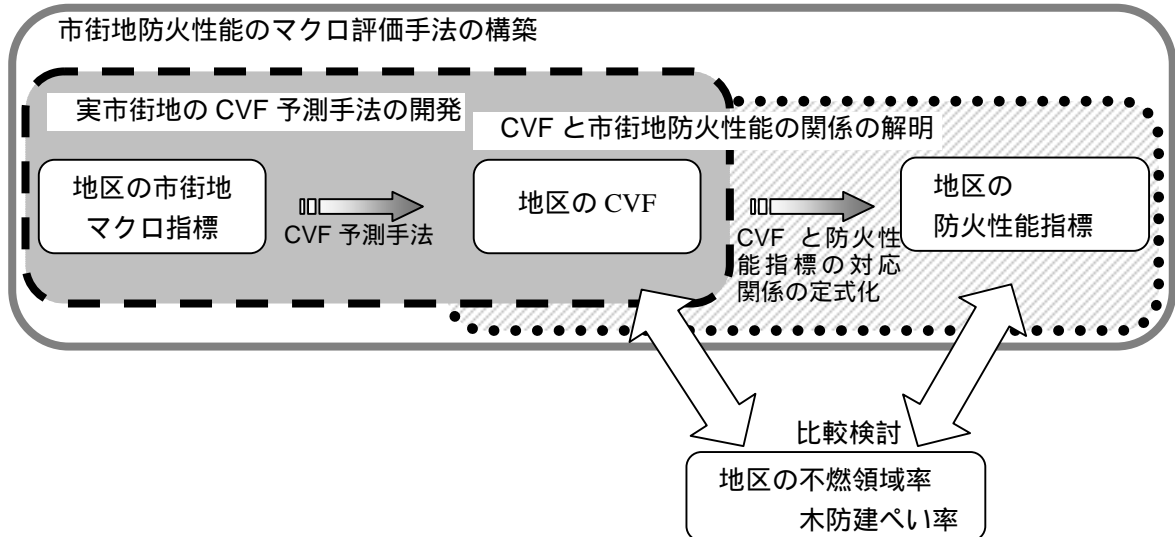 市街地防火性能のマクロ評価手法の構築
実市街地の CVF 予測手法の開発
CVF と市街地防火性能の関係の解明
地区の市街地
マクロ指標
CVF 予測手法
地区の CVF
CVF と防火性
能指標の対応
関係の定式化
地区の
防火性能指標
比較検討
地区の不燃領域率
木防建ぺい率